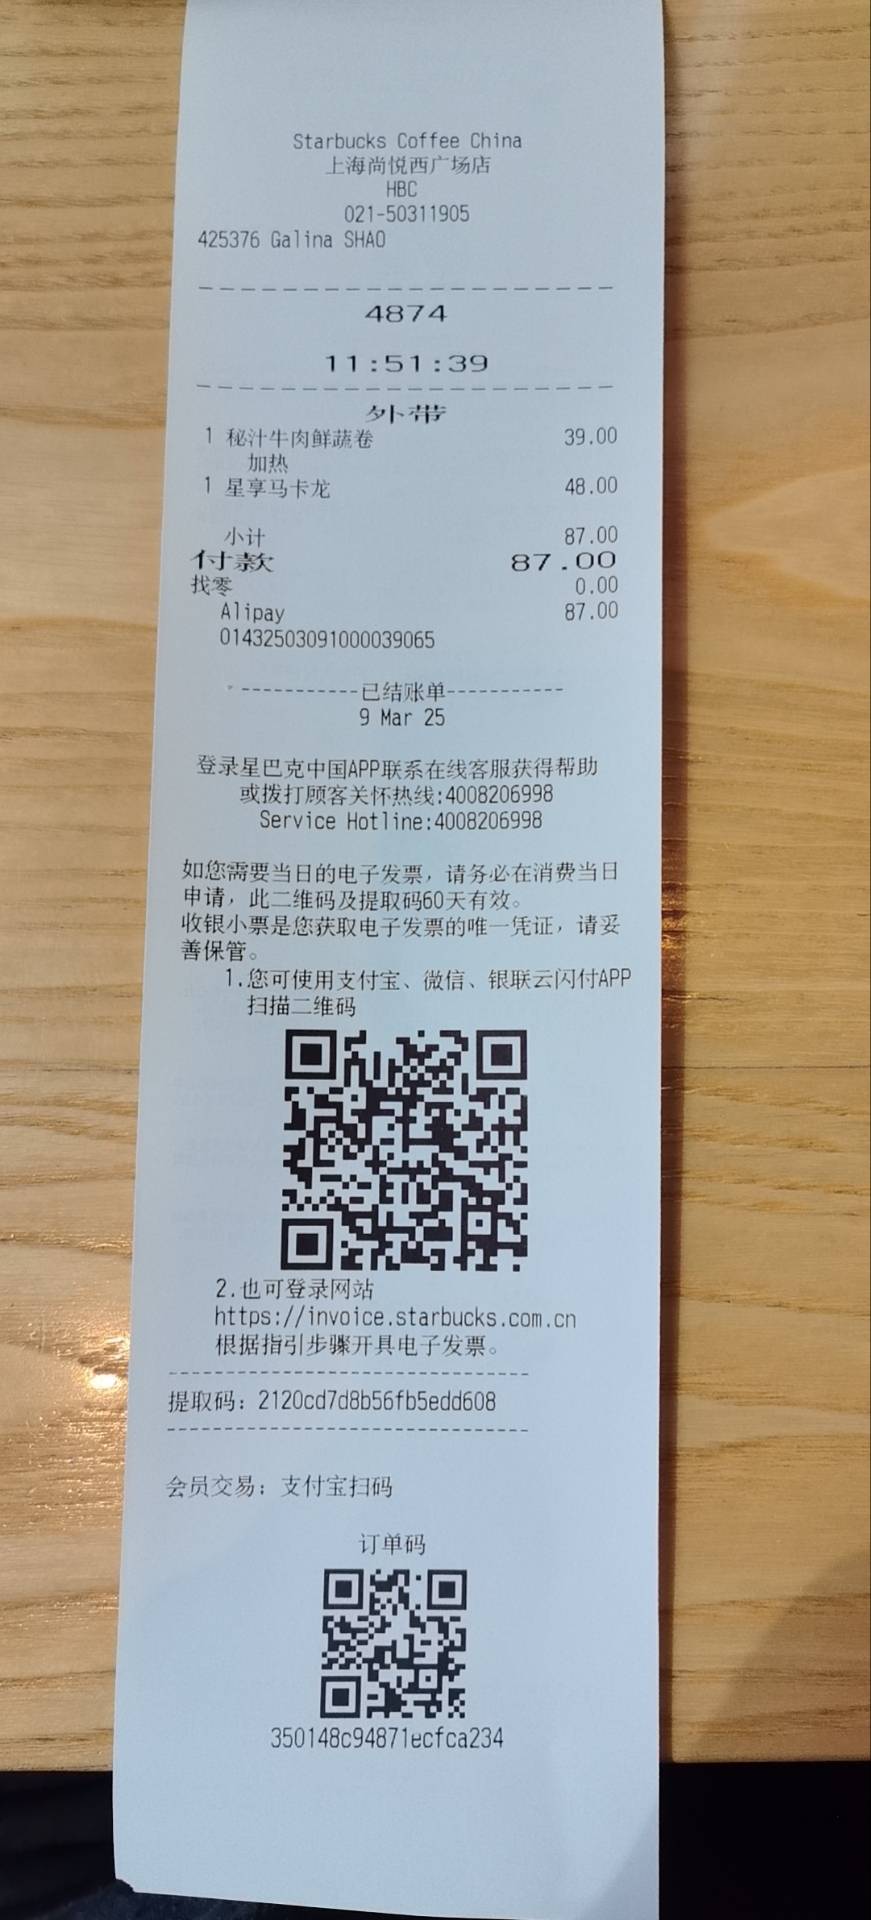 Starbucks Coffee China
上海尚悦西广场店
HBC
021-50311905
425376 Galina SHAO
4874
11:51:39
外带
1 秘汁牛肉鲜蔬卷 39.00
加热
1 星享马卡龙 48.00
小计 87.00
付款 87.00
找零 0.00
Alipay 87.00
01432503091000039065
-----------已结账单-----------
9 Mar 25
登录星巴克中国APP联系在线客服获得帮助
或拨打顾客关怀热线:4008206998
Service Hotline:4008206998
如您需要当日的电子发票，请务必在消费当日
申请，此二维码及提取码60天有效。
收银小票是您获取电子发票的唯一凭证，请妥
善保管。
1.您可使用支付宝、微信、银联云闪付APP
扫描二维码
2.也可登录网站
https://invoice.starbucks.com.cn
根据指引步骤开具电子发票。
提取码：2120cd7d8b56fb5edd608
会员交易：支付宝扫码
订单码
350148c94871ecfca234